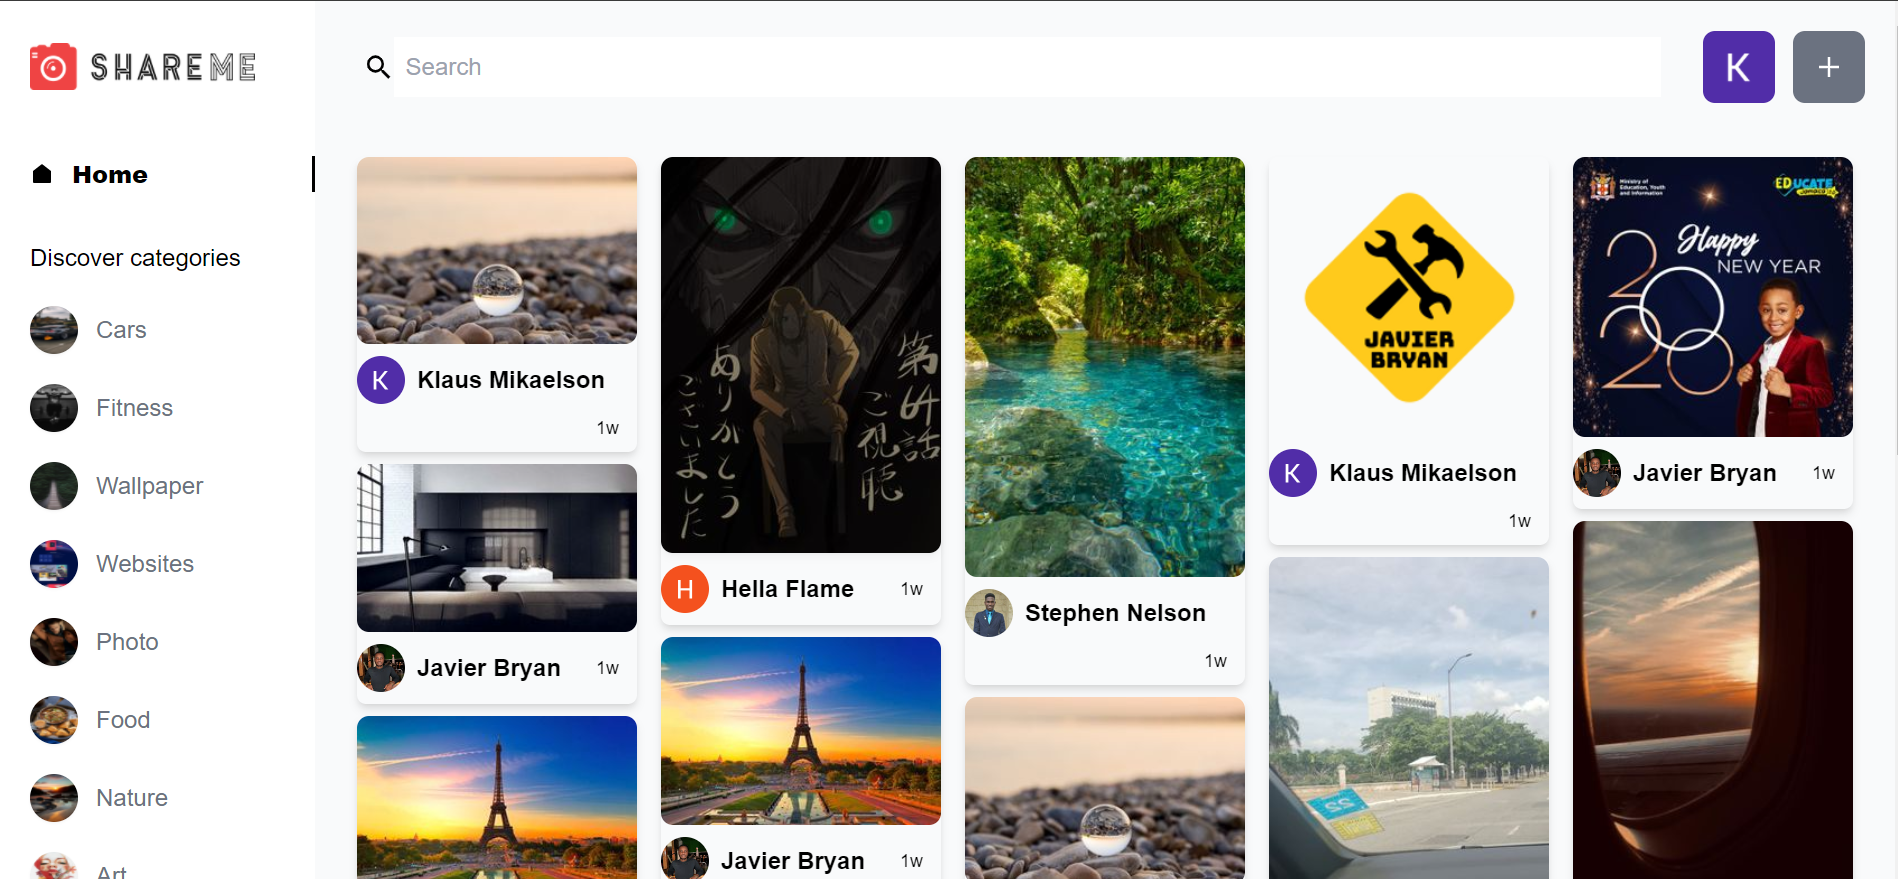 SHAREME
Search
K
+
Home
Discover categories
Cars
Fitness
Wallpaper
Websites
Photo
Food
Nature
Art
K
Klaus Mikaelson
1w
Javier Bryan
1w
第64話
ご視聴
ありがとう
ございました
H
Hella Flame
1w
Javier Bryan
1w
Stephen Nelson
1w
JAVIER
BRYAN
K
Klaus Mikaelson
1w
Ministry of
Education, Youth
and Information
EDUCATE
Happy
NEW YEAR
2020
Javier Bryan
1w